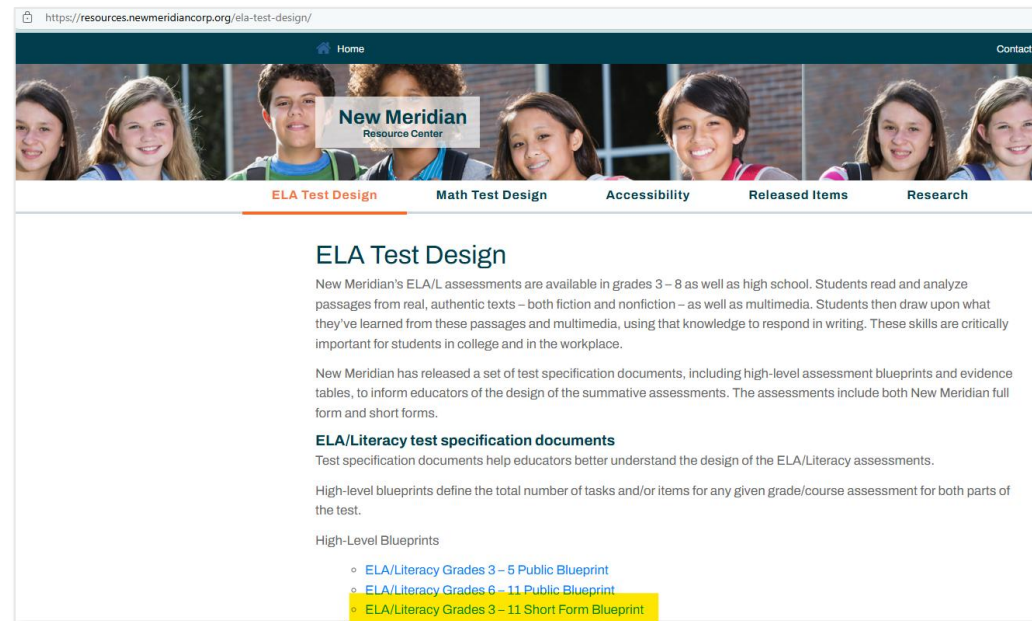 https://resources.newmeridiancorp.org/ela-test-design/
Home
Contact
New Meridian
Resource Center
ELA Test Design
Math Test Design
Accessibility
Released Items
Research
ELA Test Design
New Meridian's ELA/L assessments are available in grades 3 – 8 as well as high school. Students read and analyze
passages from real, authentic texts – both fiction and nonfiction – as well as multimedia. Students then draw upon what
they've learned from these passages and multimedia, using that knowledge to respond in writing. These skills are critically
important for students in college and in the workplace.
New Meridian has released a set of test specification documents, including high-level assessment blueprints and evidence
tables, to inform educators of the design of the summative assessments. The assessments include both New Meridian full
form and short forms.
ELA/Literacy test specification documents
Test specification documents help educators better understand the design of the ELA/Literacy assessments.
High-level blueprints define the total number of tasks and/or items for any given grade/course assessment for both parts of
the test.
High-Level Blueprints
ELA/Literacy Grades 3 – 5 Public Blueprint
ELA/Literacy Grades 6 – 11 Public Blueprint
ELA/Literacy Grades 3 – 11 Short Form Blueprint